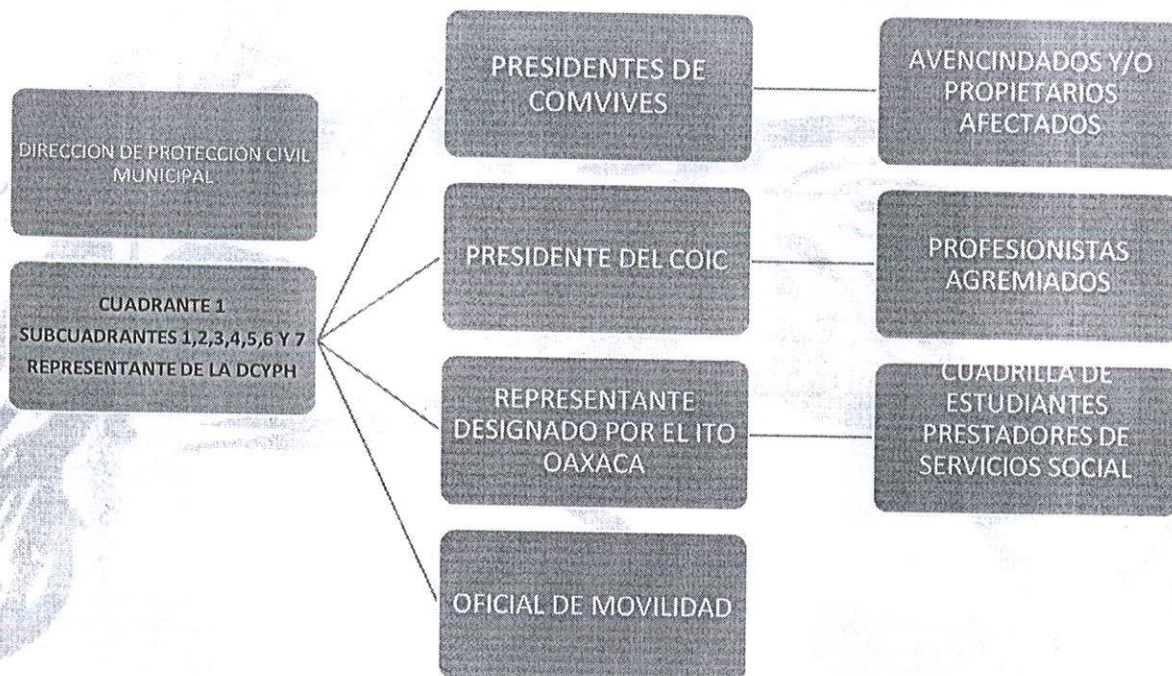 DIRECCION DE PROTECCION CIVIL
MUNICIPAL
CUADRANTE 1
SUBCUADRANTES 1,2,3,4,5,6 Y 7
REPRESENTANTE DE LA DCYPH
PRESIDENTES DE
COMVIVES
AVENCINDADOS Y/O
PROPIETARIOS
AFECTADOS
PRESIDENTE DEL COIC
PROFESIONISTAS
AGREMIADOS
REPRESENTANTE
DESIGNADO POR EL ITO
OAXACA
CUADRILLA DE
ESTUDIANTES
PRESTADORES DE
SERVICIOS SOCIAL
OFICIAL DE MOVILIDAD